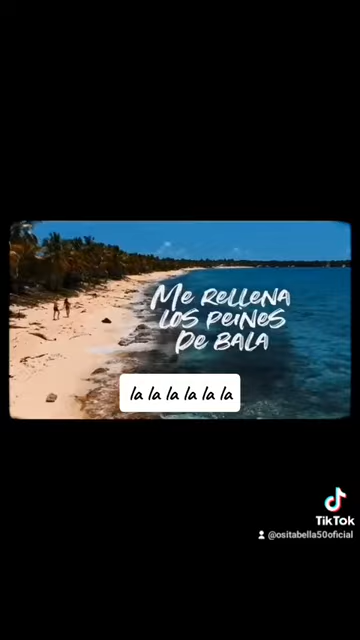 Me rellena
los peines
de bala
la la la la la la
TikTok
@ositabella50oficial